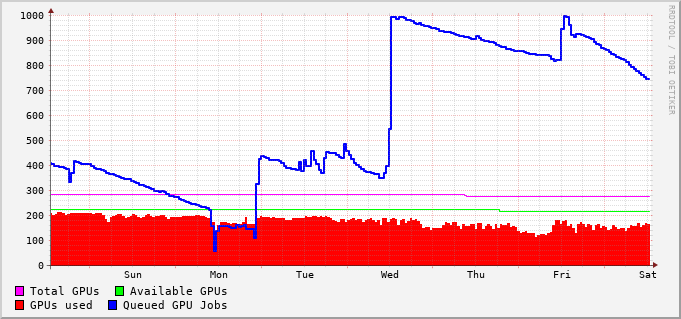 1000
900
800
700
600
500
400
300
200
100
0
Sun Mon Tue Wed Thu Fri Sat
Total GPUs Available GPUs
GPUs used Queued GPU Jobs
RRDTOOL / TOBI OETIKER